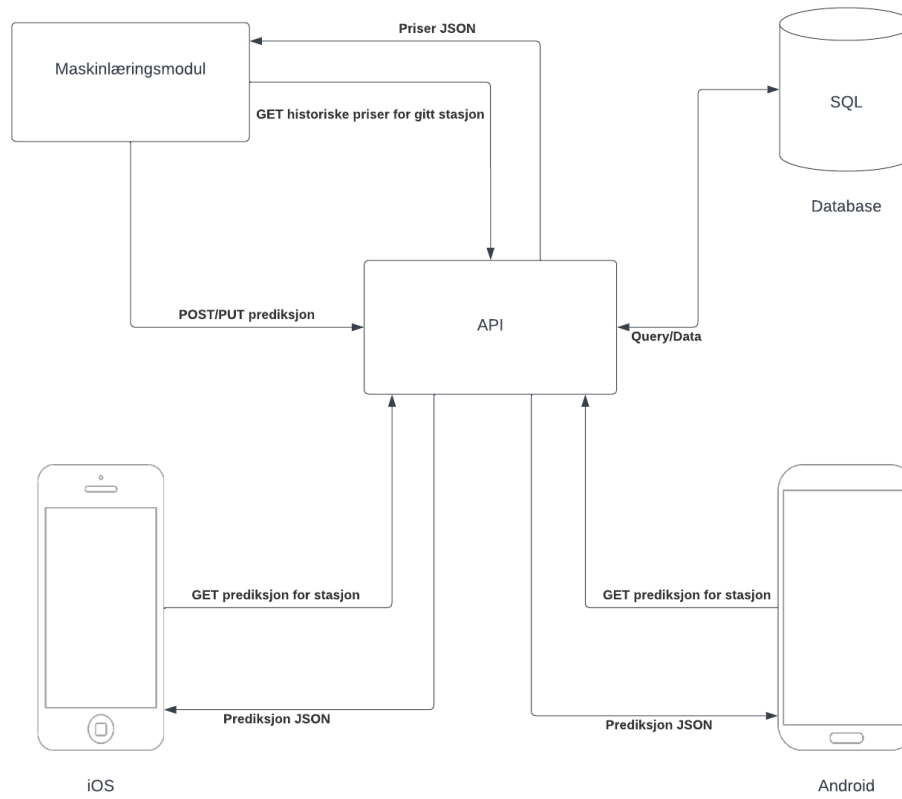 Priser JSON
Maskinlæringsmodul
GET historiske priser for gitt stasjon
SQL
Database
POST/PUT prediksjon
API
Query/Data
GET prediksjon for stasjon
GET prediksjon for stasjon
Prediksjon JSON
Prediksjon JSON
iOS
Android